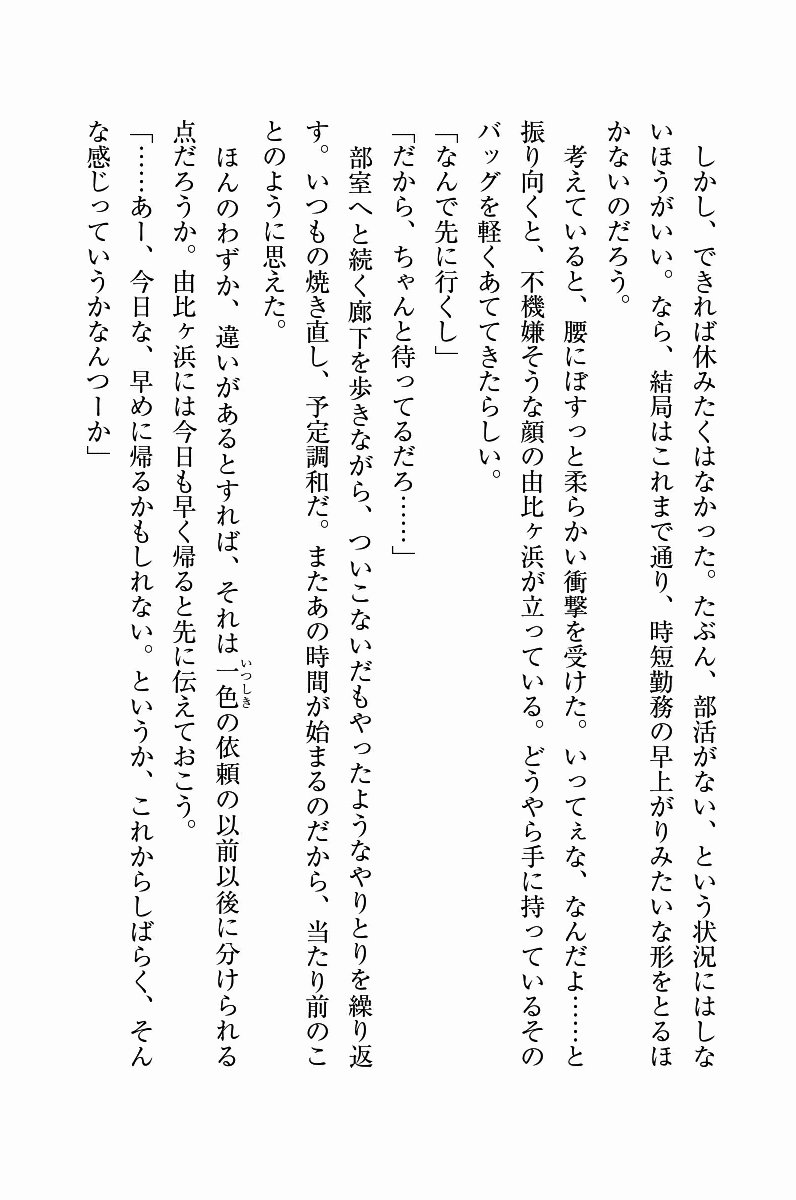 しかし、できれば休みたくはなかった。たぶん、部活がない、という状況にはしな
いほうがいい。なら、結局はこれまで通り、時短勤務の早上がりみたいな形をとるほ
かないのだろう。
考えていると、腰にぼすっと柔らかい衝撃を受けた。いってぇな、なんだよ……と
振り向くと、不機嫌そうな顔の由比ヶ浜が立っている。どうやら手に持っているその
バッグを軽くあててきたらしい。
「なんで先に行くし」
「だから、ちゃんと待ってるだろ……」
部室へと続く廊下を歩きながら、ついこないだもやったようなやりとりを繰り返
す。いつもの焼き直し、予定調和だ。またあの時間が始まるのだから、当たり前のこ
とのように思えた。
ほんのわずか、違いがあるとすれば、それは一色の依頼の以前以後に分けられる
いつしき
点だろうか。由比ヶ浜には今日も早く帰ると先に伝えておこう。
「……あー、今日な、早めに帰るかもしれない。というか、これからしばらく、そん
な感じっていうかなんつーか」